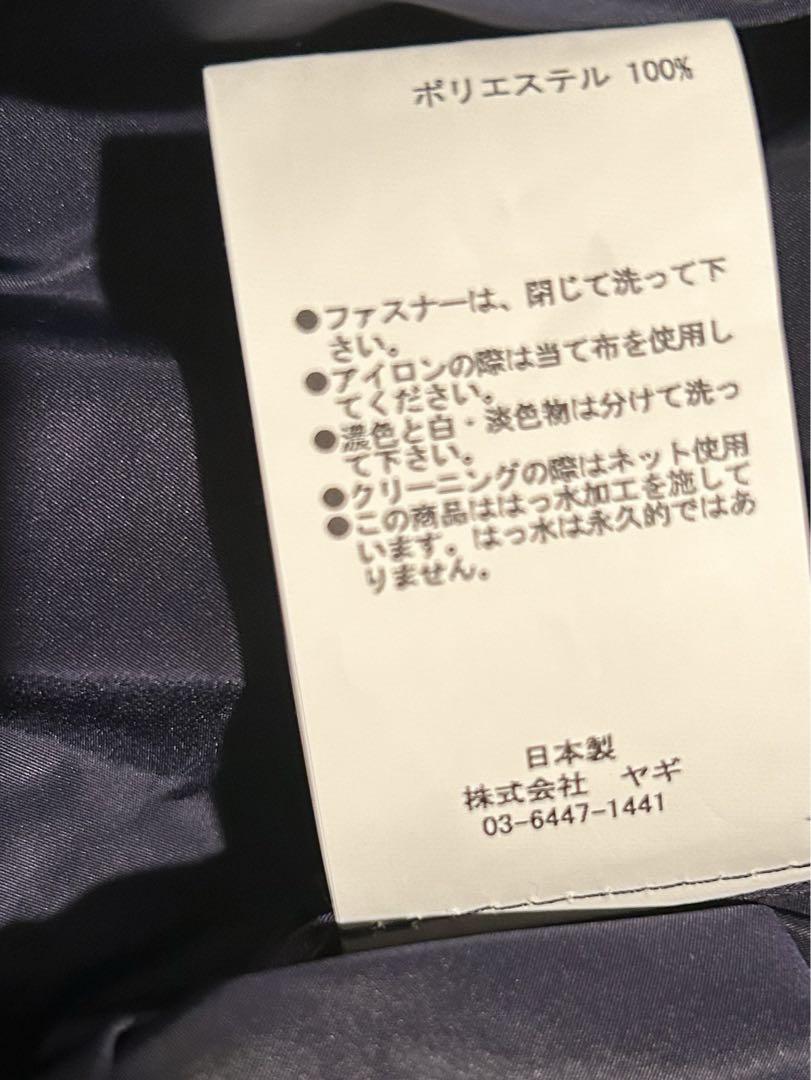 ポリエステル 100%
●ファスナーは、閉じて洗って下
さい。
●アイロンの際は当て布を使用し
てください。
●濃色と白・淡色物は分けて洗っ
て下さい。
●クリーニングの際はネット使用
●この商品ははっ水加工を施して
います。はっ水は永久的ではあ
りません。
日本製
株式会社 ヤギ
03-6447-1441